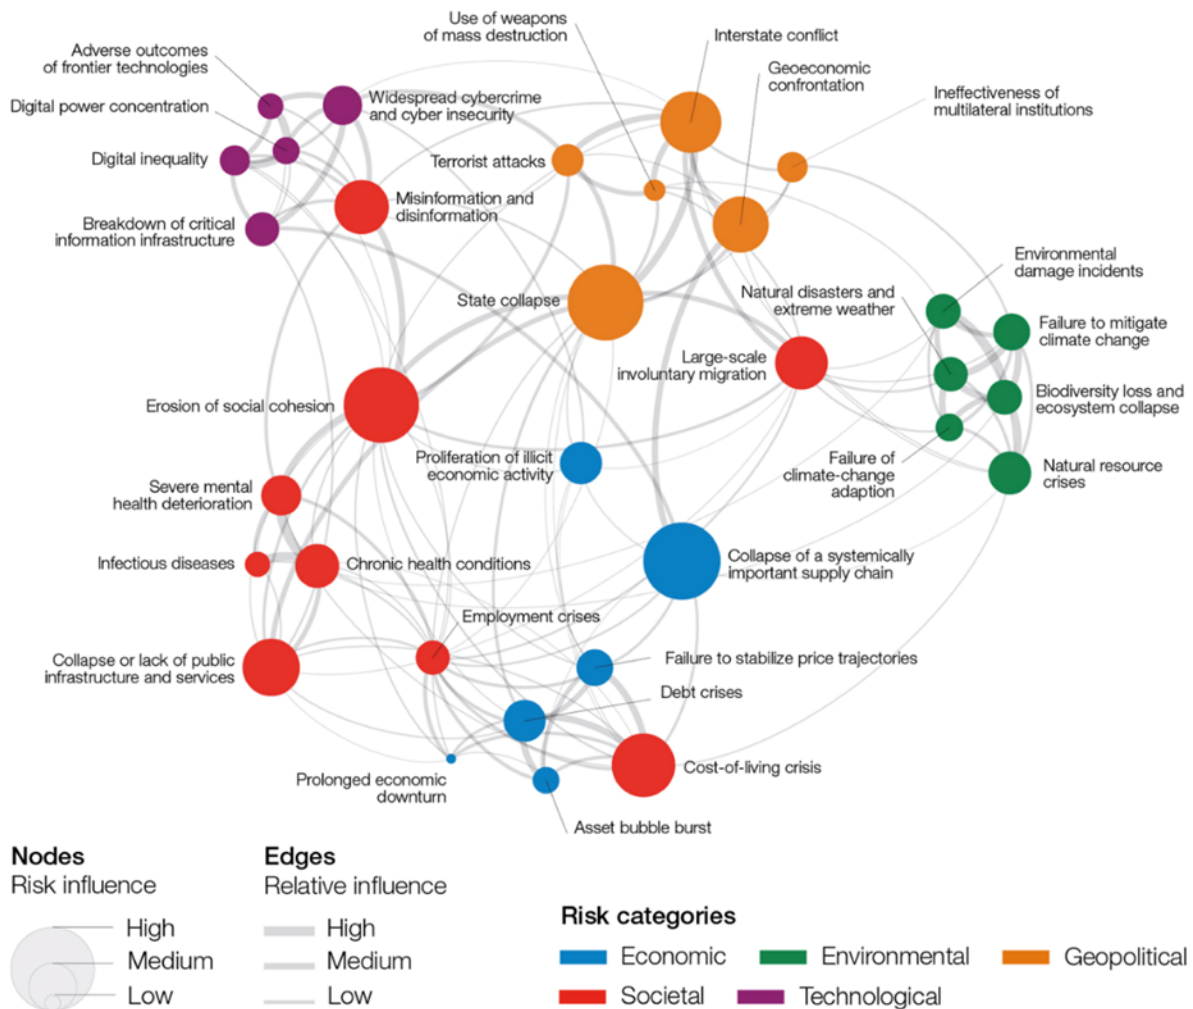 Use of weapons
of mass destruction
Interstate conflict
Adverse outcomes
of frontier technologies
Geoeconomic
confrontation
Digital power concentration
Widespread cybercrime
and cyber insecurity
Ineffectiveness of
multilateral institutions
Digital inequality
Terrorist attacks
Misinformation and
disinformation
Breakdown of critical
information infrastructure
Environmental
damage incidents
State collapse
Natural disasters and
extreme weather
Failure to mitigate
climate change
Large-scale
involuntary migration
Biodiversity loss and
ecosystem collapse
Erosion of social cohesion
Proliferation of illicit
economic activity
Failure of
climate-change
adaption
Natural resource
crises
Severe mental
health deterioration
Infectious diseases
Chronic health conditions
Collapse of a systemically
important supply chain
Employment crises
Collapse or lack of public
infrastructure and services
Failure to stabilize price trajectories
Debt crises
Prolonged economic
downturn
Cost-of-living crisis
Asset bubble burst
Nodes
Risk influence
High
Medium
Low
Edges
Relative influence
High
Medium
Low
Risk categories
Economic
Environmental
Geopolitical
Societal
Technological